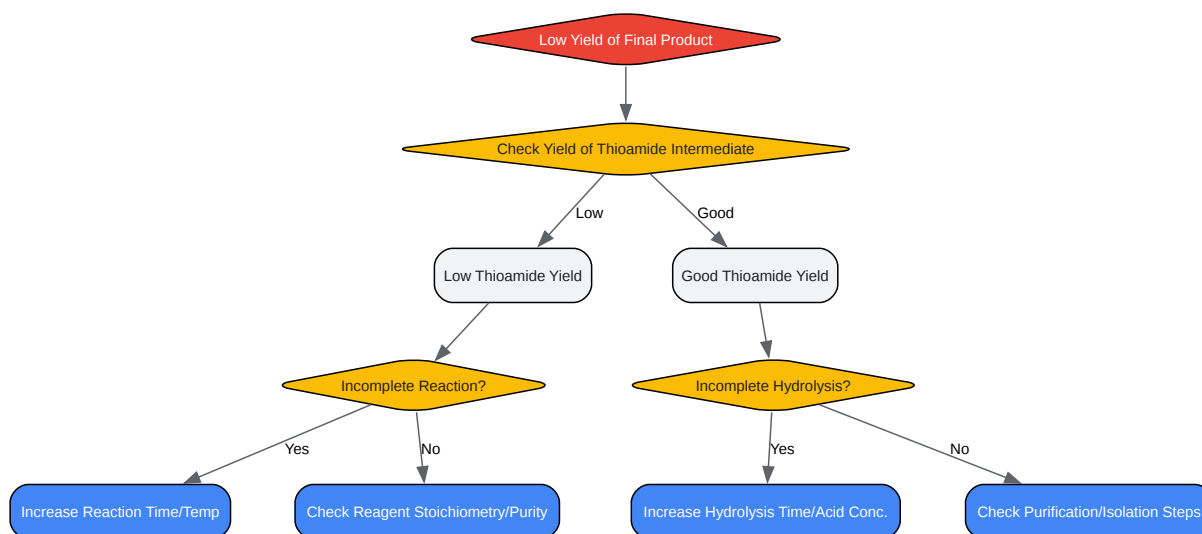 Low Yield of Final Product
Check Yield of Thioamide Intermediate
Low
Good
Low Thioamide Yield
Good Thioamide Yield
Incomplete Reaction?
Incomplete Hydrolysis?
Yes
No
Yes
No
Increase Reaction Time/Temp
Check Reagent Stoichiometry/Purity
Increase Hydrolysis Time/Acid Conc.
Check Purification/Isolation Steps